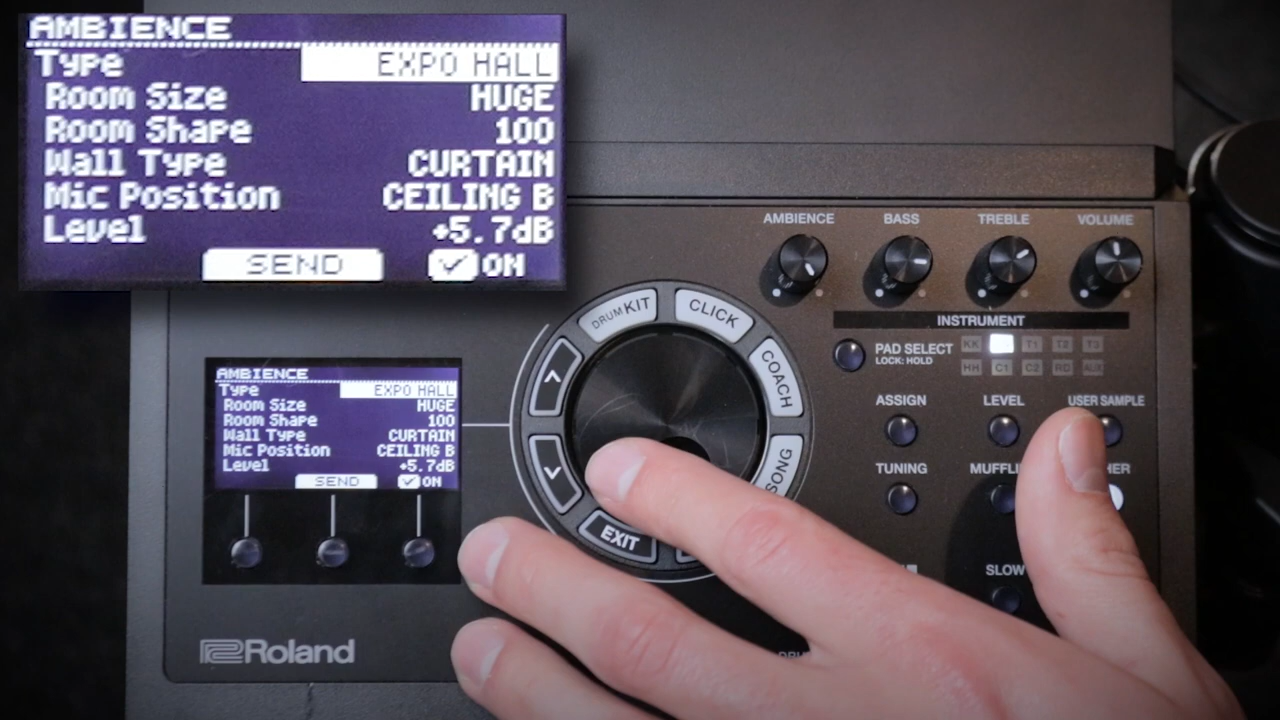 AMBIENCE
Type EXPO HALL
Room Size HUGE
Room Shape 100
Wall Type CURTAIN
Mic Position CEILING B
Level +5.7dB
SEND ON
AMBIENCE BASS TREBLE VOLUME
INSTRUMENT
DRUM KIT
CLICK
COACH
SONG
EXIT
PAD SELECT
LOCK: HOLD
KK T1 T2 T3
HH C1 C2 RD AUX
ASSIGN LEVEL USER SAMPLE
TUNING
SLOW
AMBIENCE
Type EXPO HALL
Room Size HUGE
Room Shape 100
Wall Type CURTAIN
Mic Position CEILING B
Level +5.7dB
SEND ON
Roland